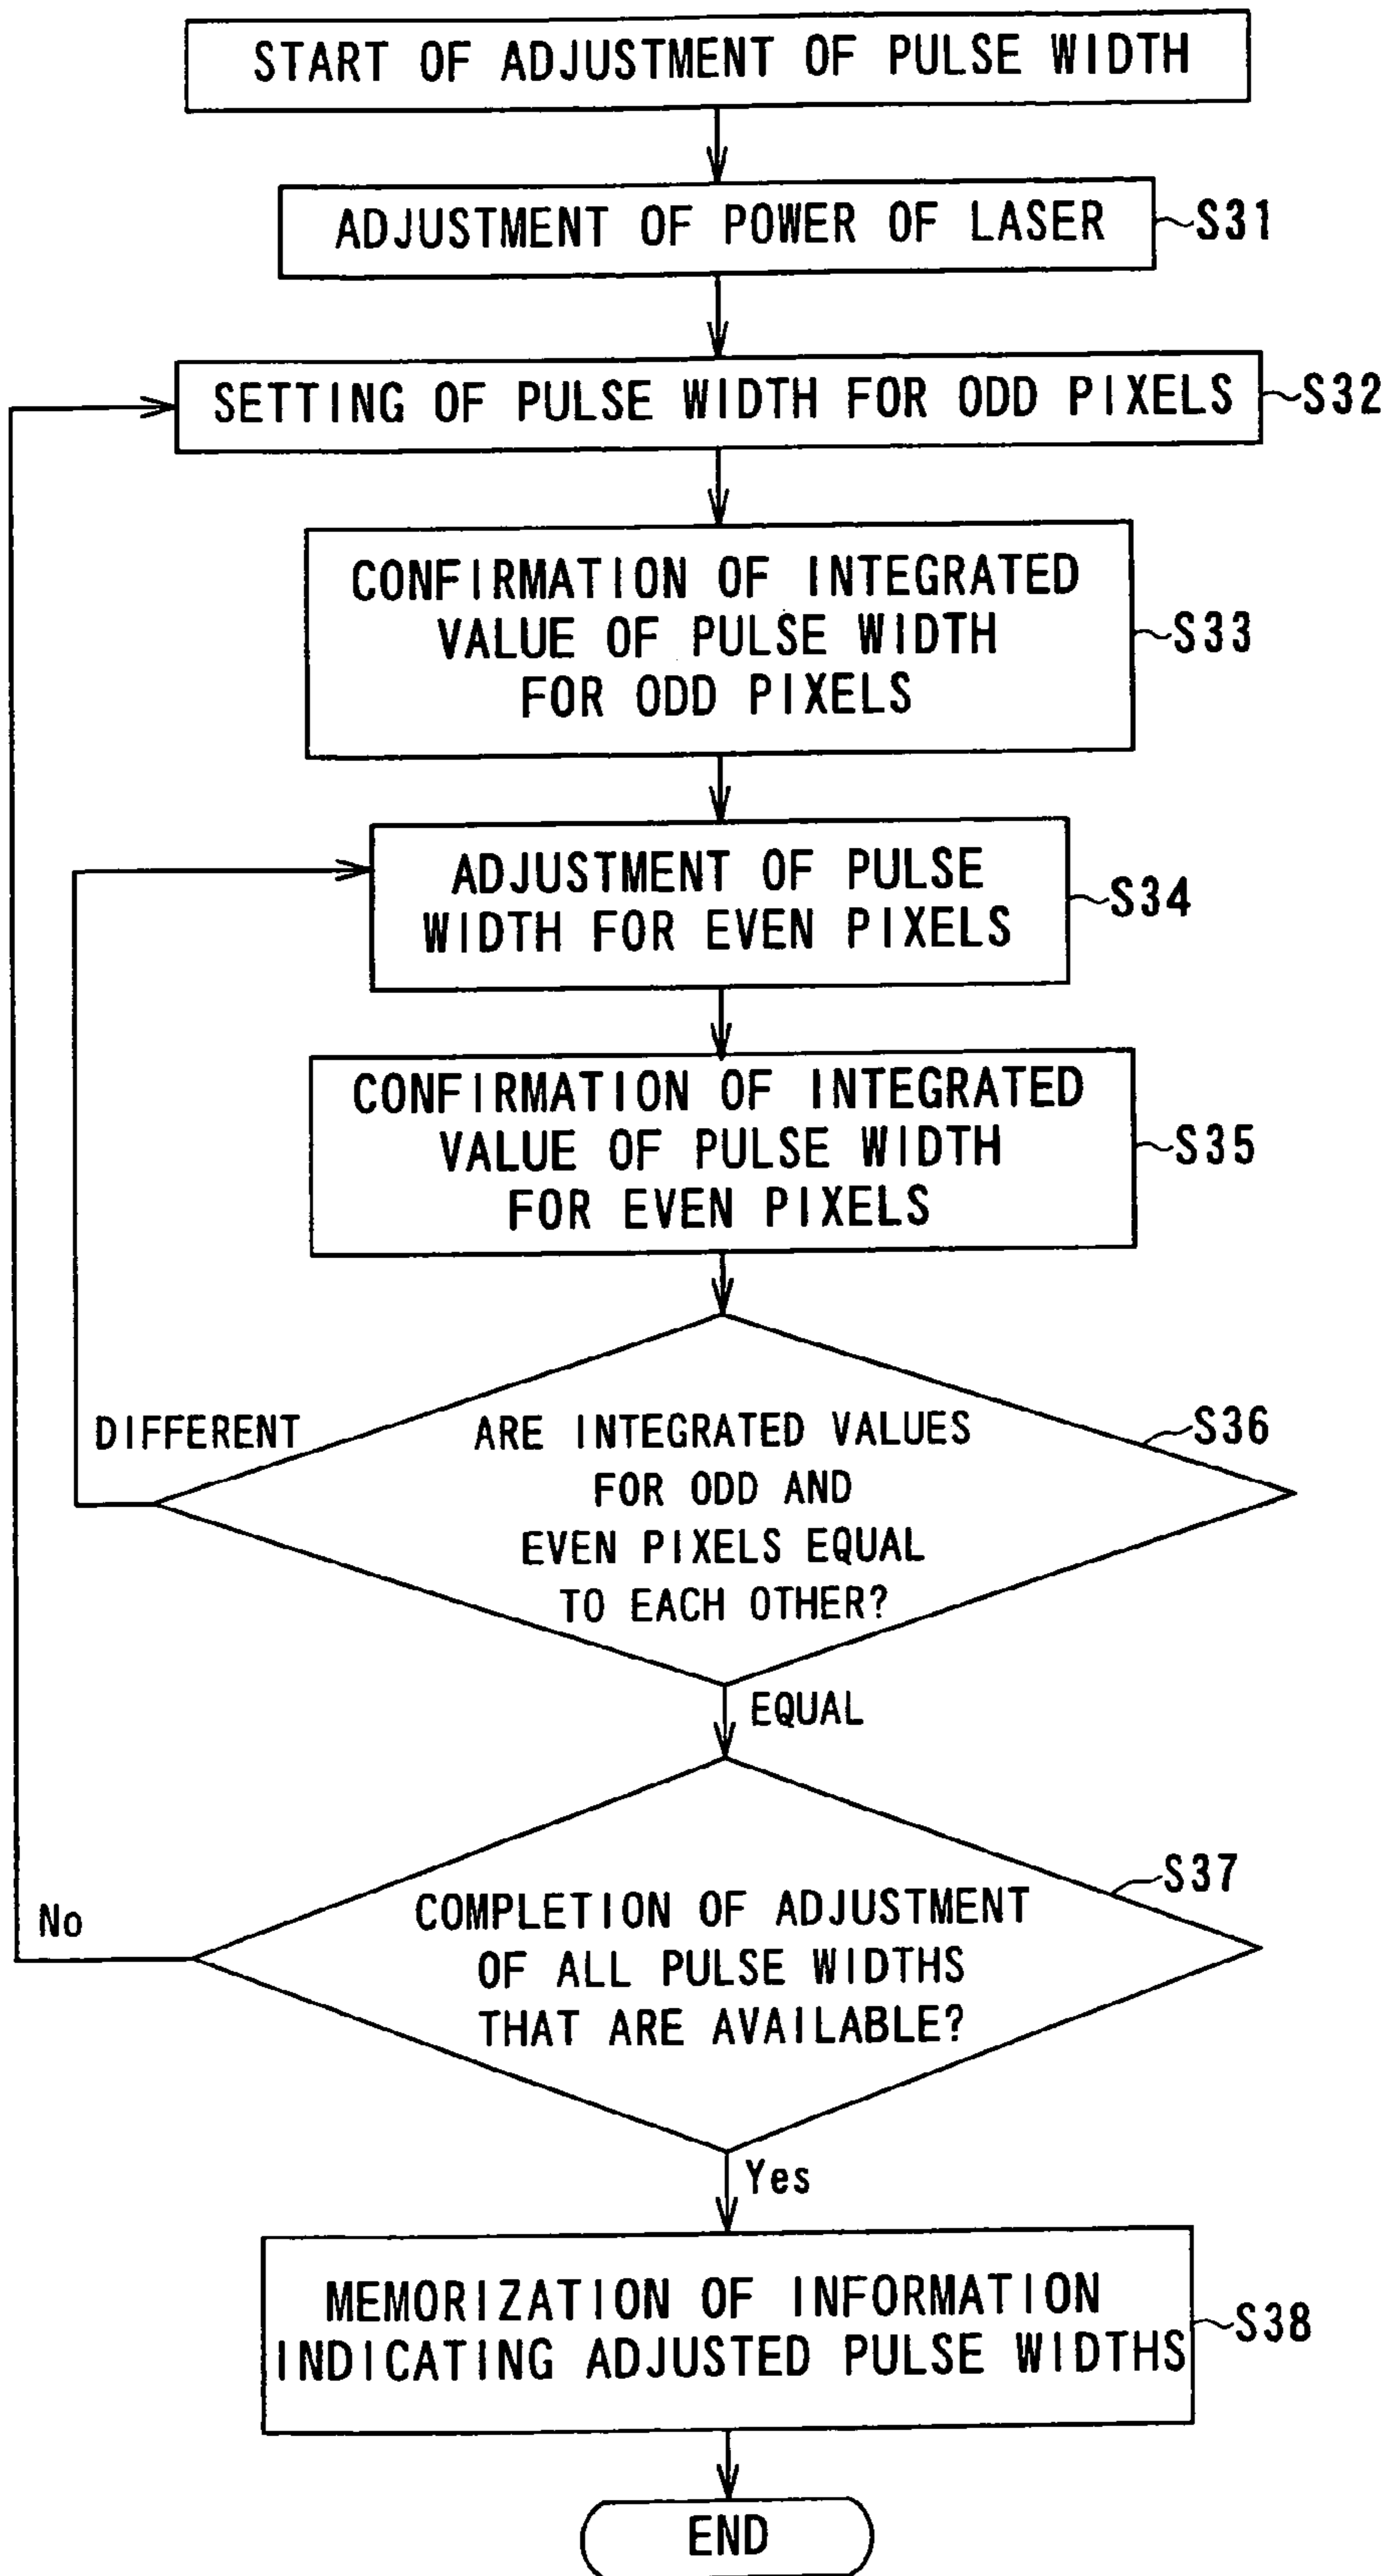 START OF ADJUSTMENT OF PULSE WIDTH
ADJUSTMENT OF POWER OF LASER
S31
SETTING OF PULSE WIDTH FOR ODD PIXELS
S32
CONFIRMATION OF INTEGRATED
VALUE OF PULSE WIDTH
FOR ODD PIXELS
S33
ADJUSTMENT OF PULSE
WIDTH FOR EVEN PIXELS
S34
CONFIRMATION OF INTEGRATED
VALUE OF PULSE WIDTH
FOR EVEN PIXELS
S35
DIFFERENT
ARE INTEGRATED VALUES
FOR ODD AND
EVEN PIXELS EQUAL
TO EACH OTHER?
S36
EQUAL
No
COMPLETION OF ADJUSTMENT
OF ALL PULSE WIDTHS
THAT ARE AVAILABLE?
S37
Yes
MEMORIZATION OF INFORMATION
INDICATING ADJUSTED PULSE WIDTHS
S38
END